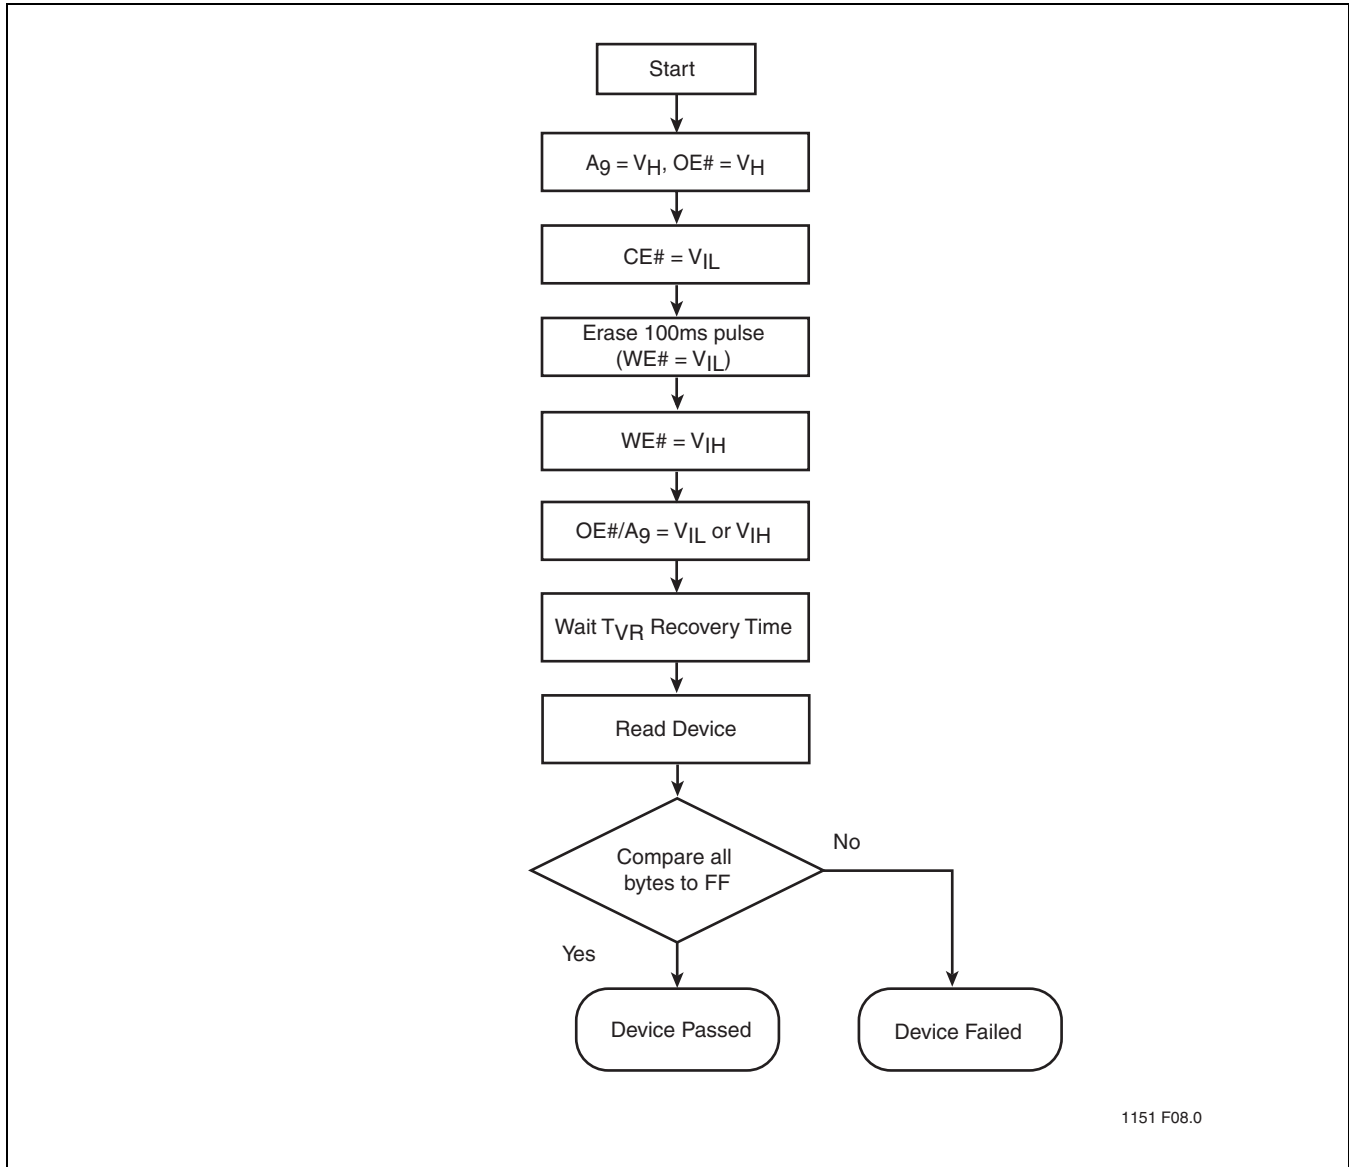 Start
A9 = VH, OE# = VH
CE# = VIL
Erase 100ms pulse
(WE# = VIL)
WE# = VIH
OE#/A9 = VIL or VIH
Wait TVR Recovery Time
Read Device
No
Compare all
bytes to FF
Yes
Device Passed
Device Failed
1151 F08.0